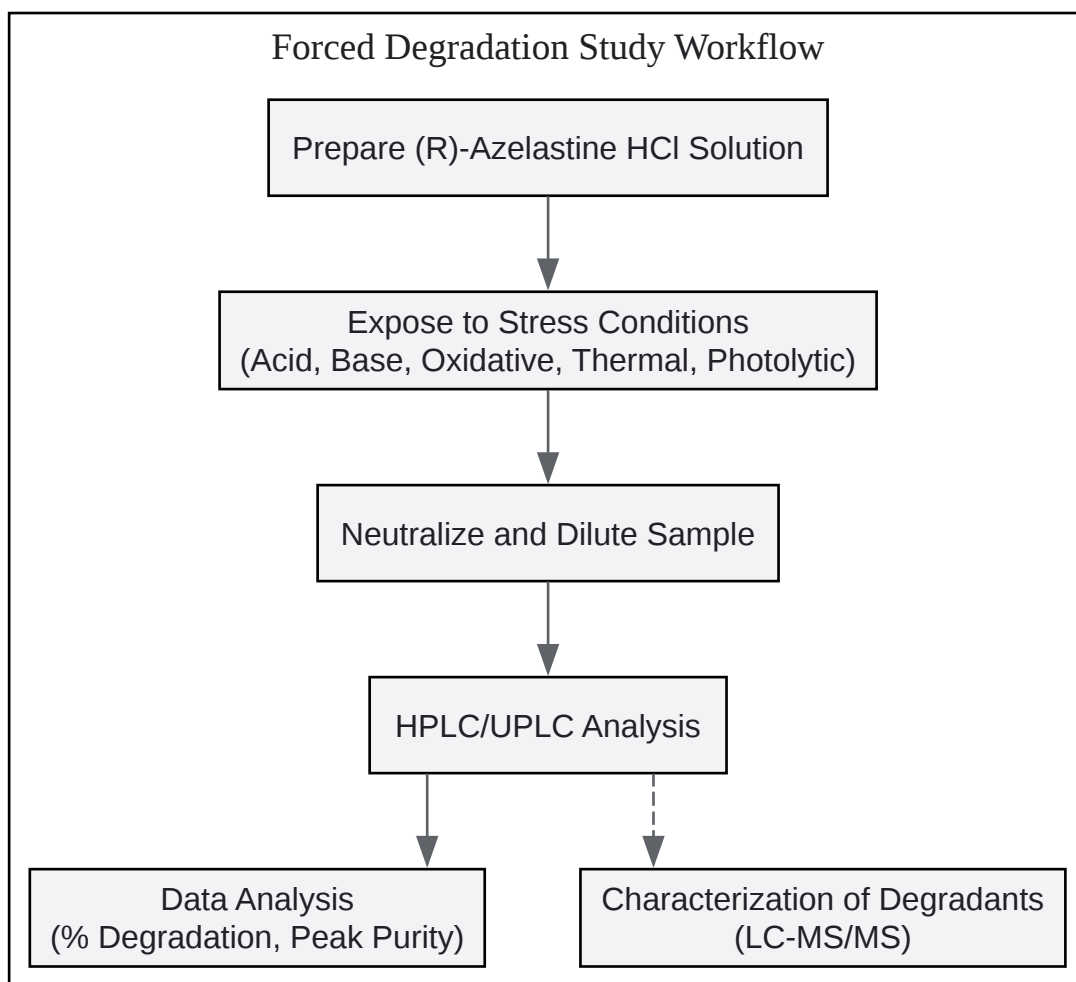 Forced Degradation Study Workflow
Prepare (R)-Azelastine HCl Solution
Expose to Stress Conditions
(Acid, Base, Oxidative, Thermal, Photolytic)
Neutralize and Dilute Sample
HPLC/UPLC Analysis
Data Analysis
(% Degradation, Peak Purity)
Characterization of Degradants
(LC-MS/MS)